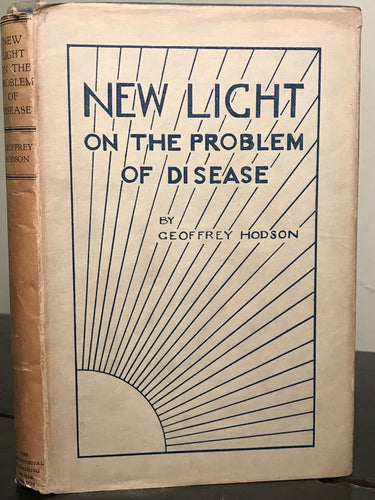 NEW
LIGHT
ON THE
PROBLEM
OF
DISEASE
GEOFFREY
HODSON
THE
NEW LIGHT
ON THE PROBLEM
OF DISEASE
BY
GEOFFREY HODSON